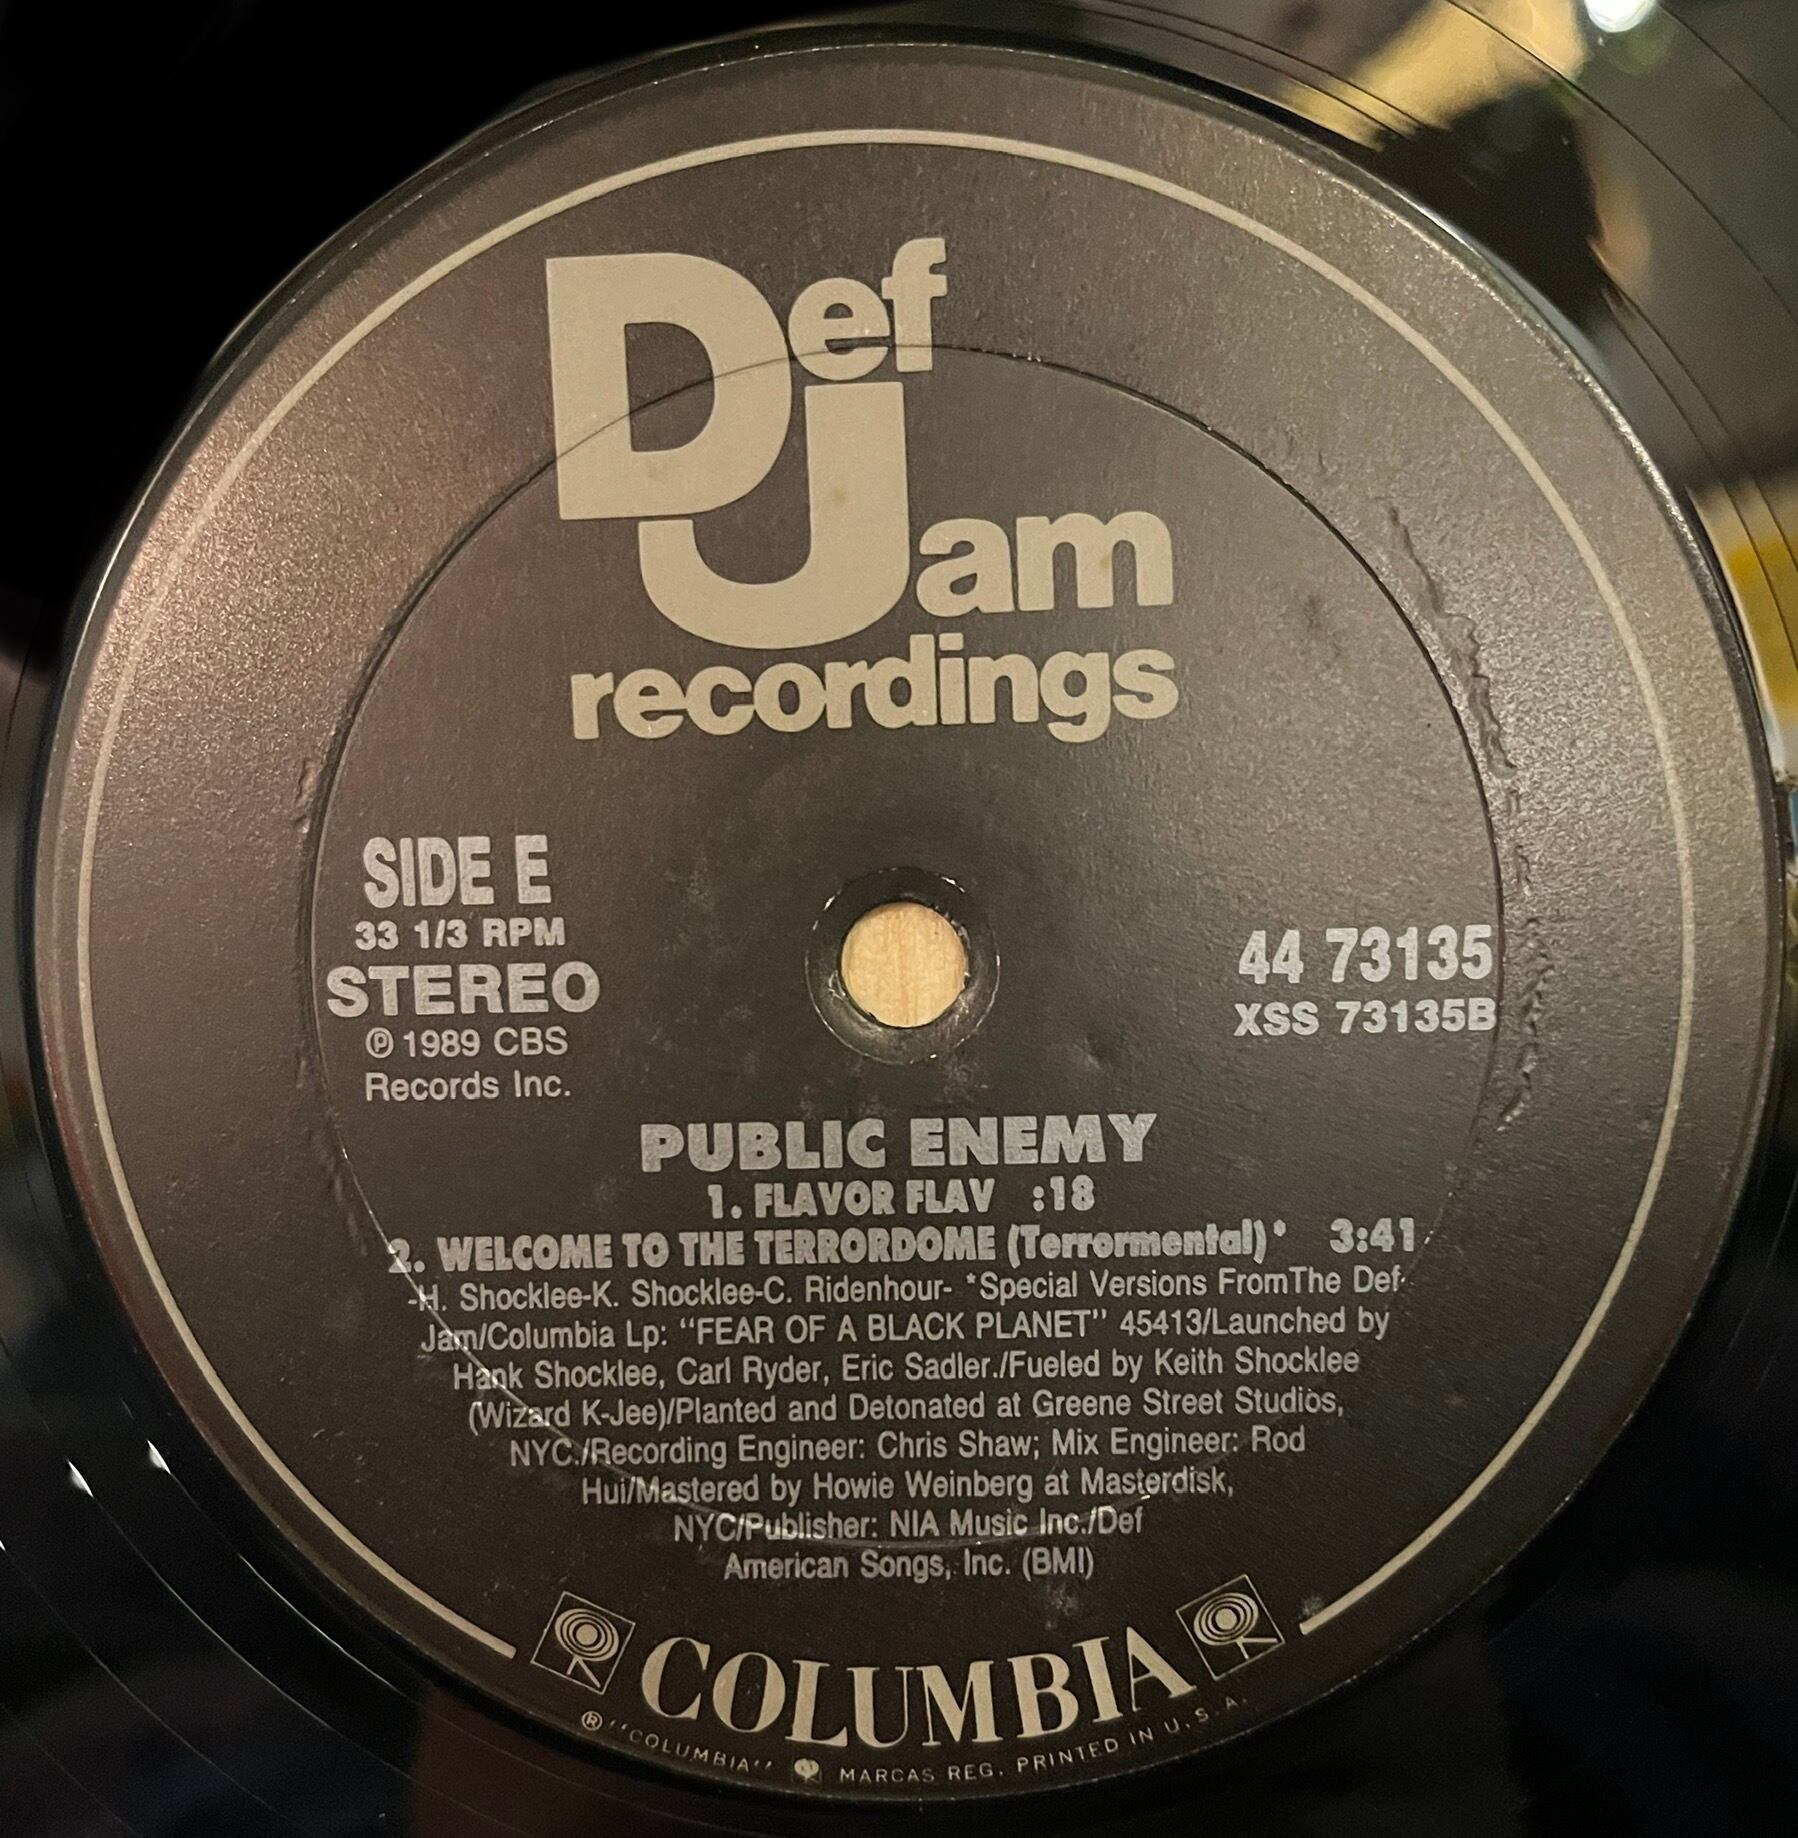 Def
Jam
recordings
SIDE E
33 1/3 RPM
STEREO
℗ 1989 CBS
Records Inc.
44 73135
XSS 73135B
PUBLIC ENEMY
1. FLAVOR FLAV :18
2. WELCOME TO THE TERRORDOME (Terrormental)* 3:41
-H. Shocklee-K. Shocklee-C. Ridenhour- *Special Versions FromThe Def
Jam/Columbia Lp: "FEAR OF A BLACK PLANET" 45413/Launched by
Hank Shocklee, Carl Ryder, Eric Sadler./Fueled by Keith Shocklee
(Wizard K-Jee)/Planted and Detonated at Greene Street Studios,
NYC./Recording Engineer: Chris Shaw; Mix Engineer: Rod
Hui/Mastered by Howie Weinberg at Masterdisk,
NYC/Publisher: NIA Music Inc./Def
American Songs, Inc. (BMI)
COLUMBIA
® "COLUMBIA" MARCAS REG. PRINTED IN U.S.A.